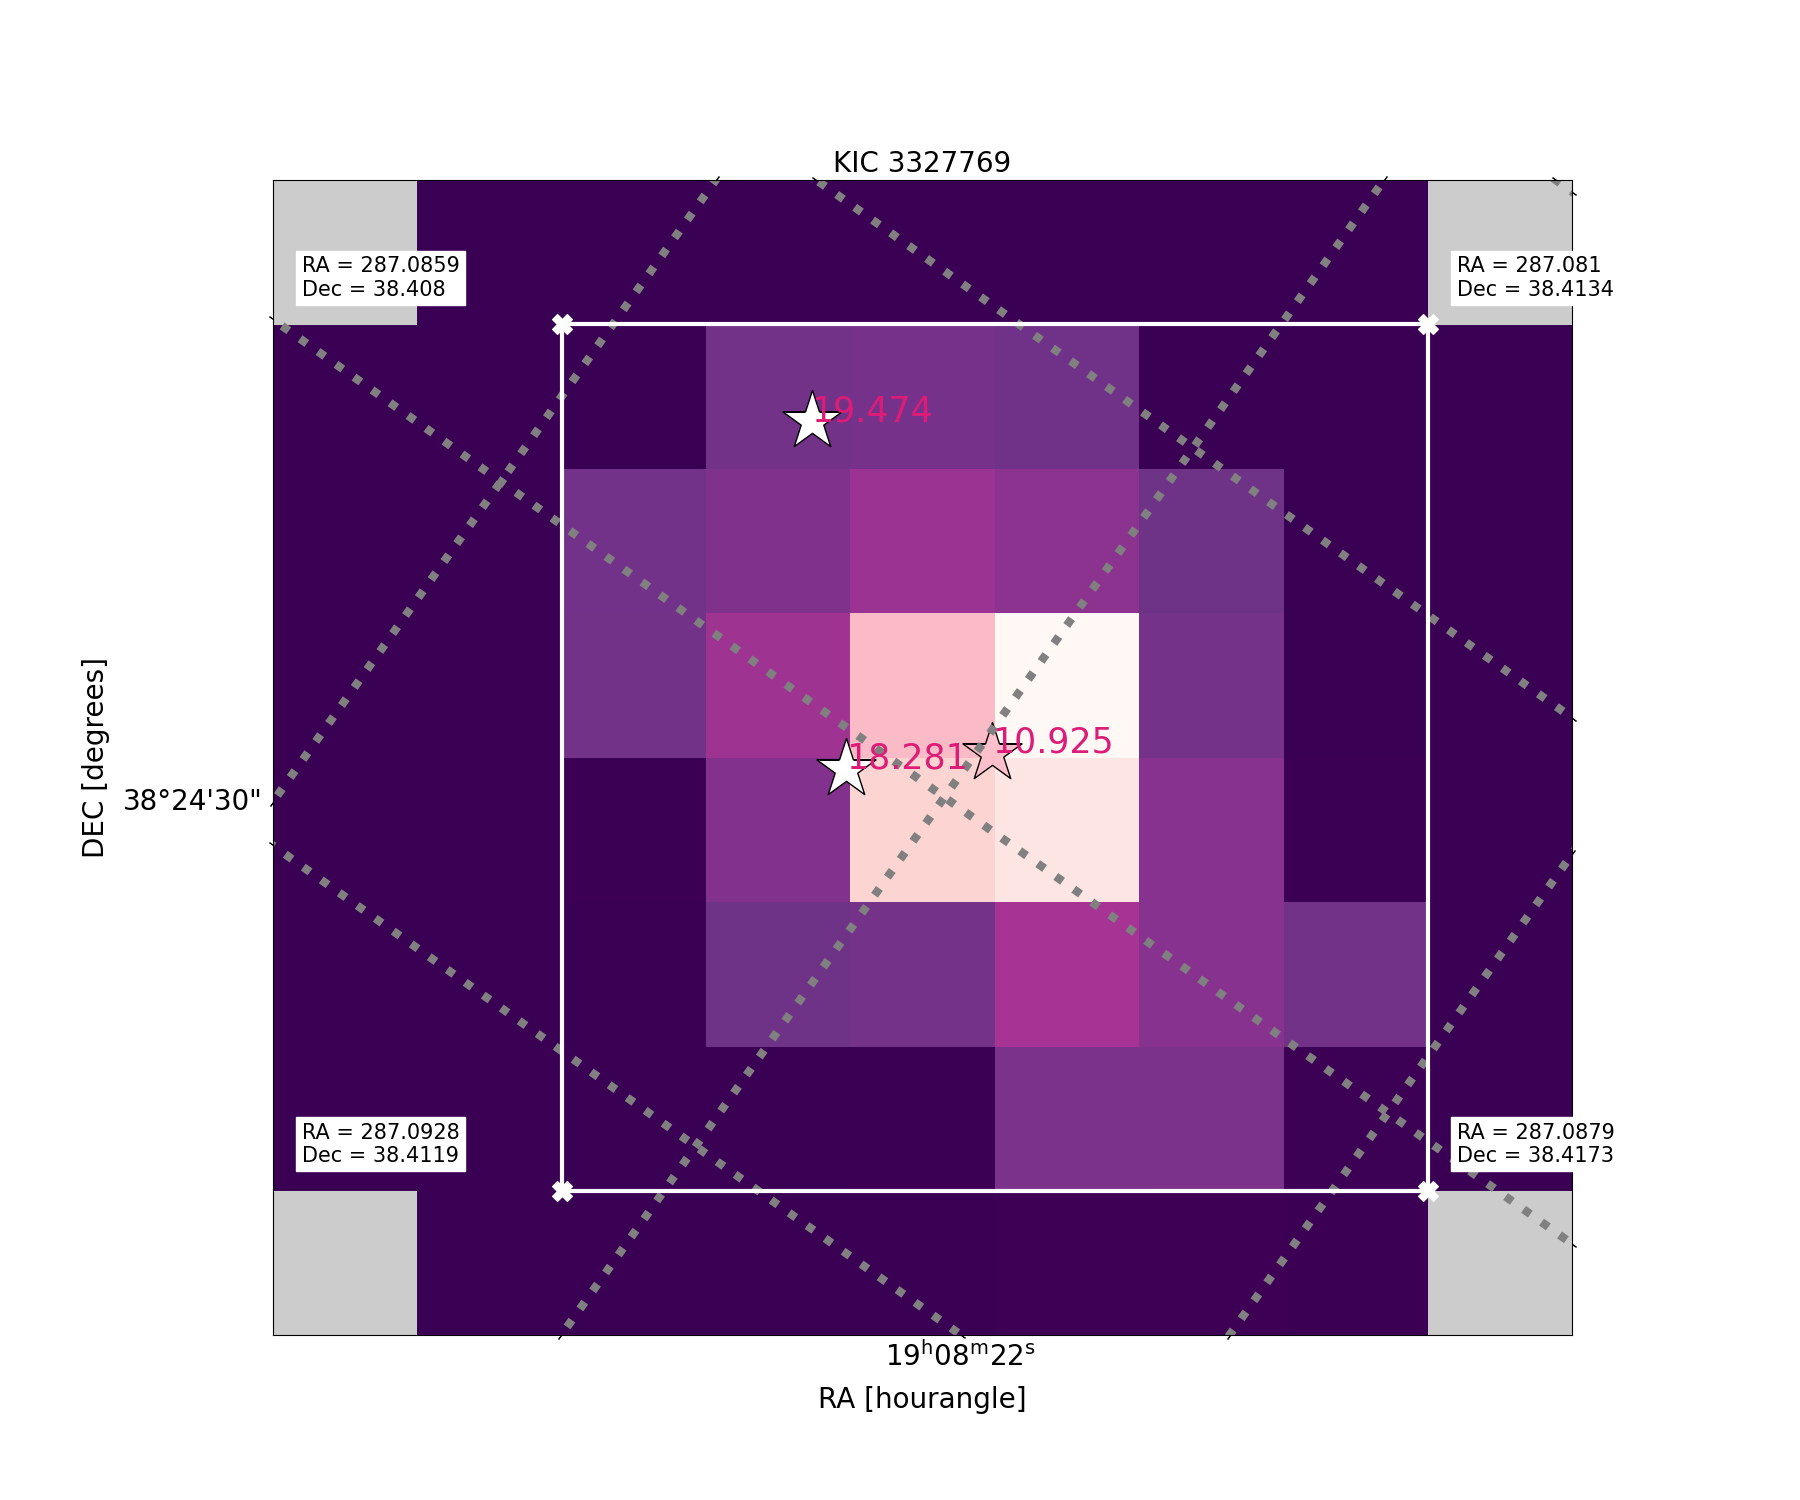 KIC 3327769
RA = 287.0859
Dec = 38.408
RA = 287.081
Dec = 38.4134
19.474
10.925
18.281
DEC [degrees]
38°24'30"
RA = 287.0928
Dec = 38.4119
RA = 287.0879
Dec = 38.4173
19ʰ08ᵐ22ˢ
RA [hourangle]